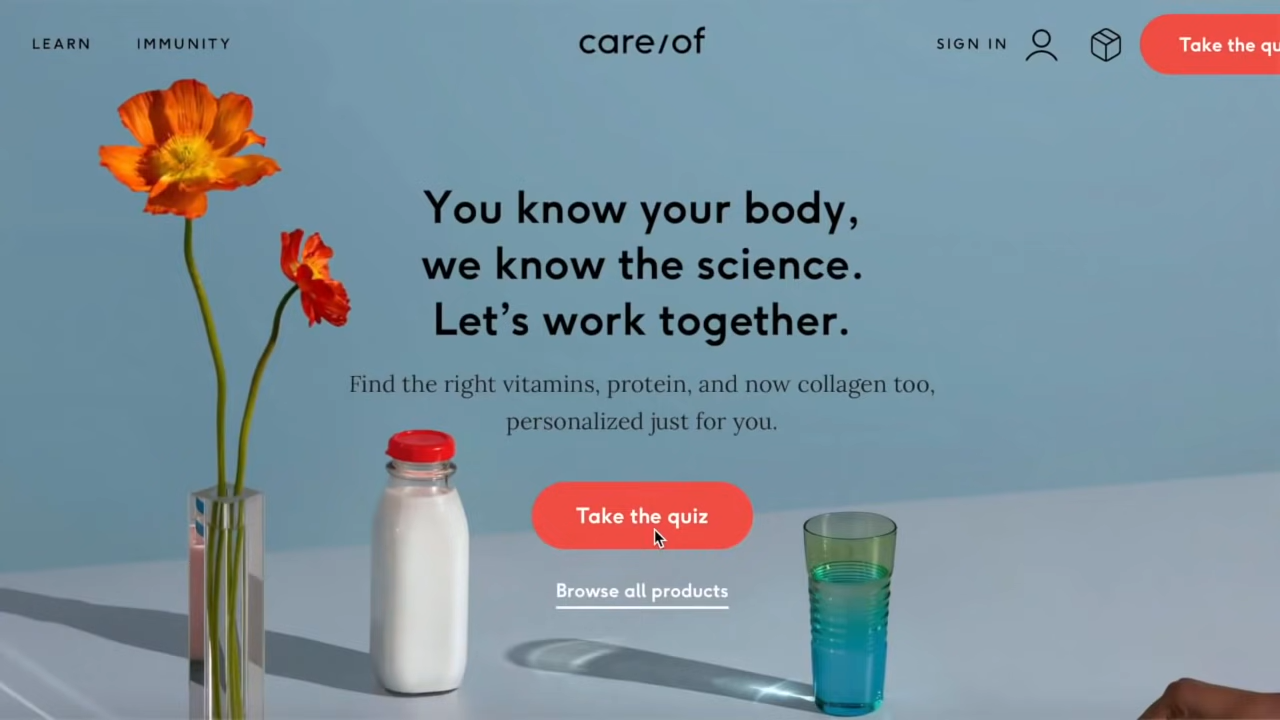 LEARN
IMMUNITY
care/of
SIGN IN
Take the qu
You know your body,
we know the science.
Let's work together.
Find the right vitamins, protein, and now collagen too,
personalized just for you.
Take the quiz
Browse all products